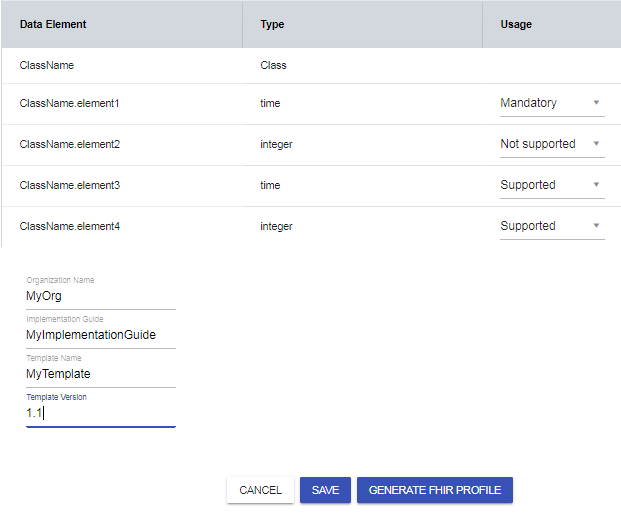 Data Element Type Usage
ClassName Class
ClassName.element1 time Mandatory
ClassName.element2 integer Not supported
ClassName.element3 time Supported
ClassName.element4 integer Supported
Organization Name
MyOrg
Implementation Guide
MyImplementationGuide
Template Name
MyTemplate
Template Version
1.1
CANCEL SAVE GENERATE FHIR PROFILE